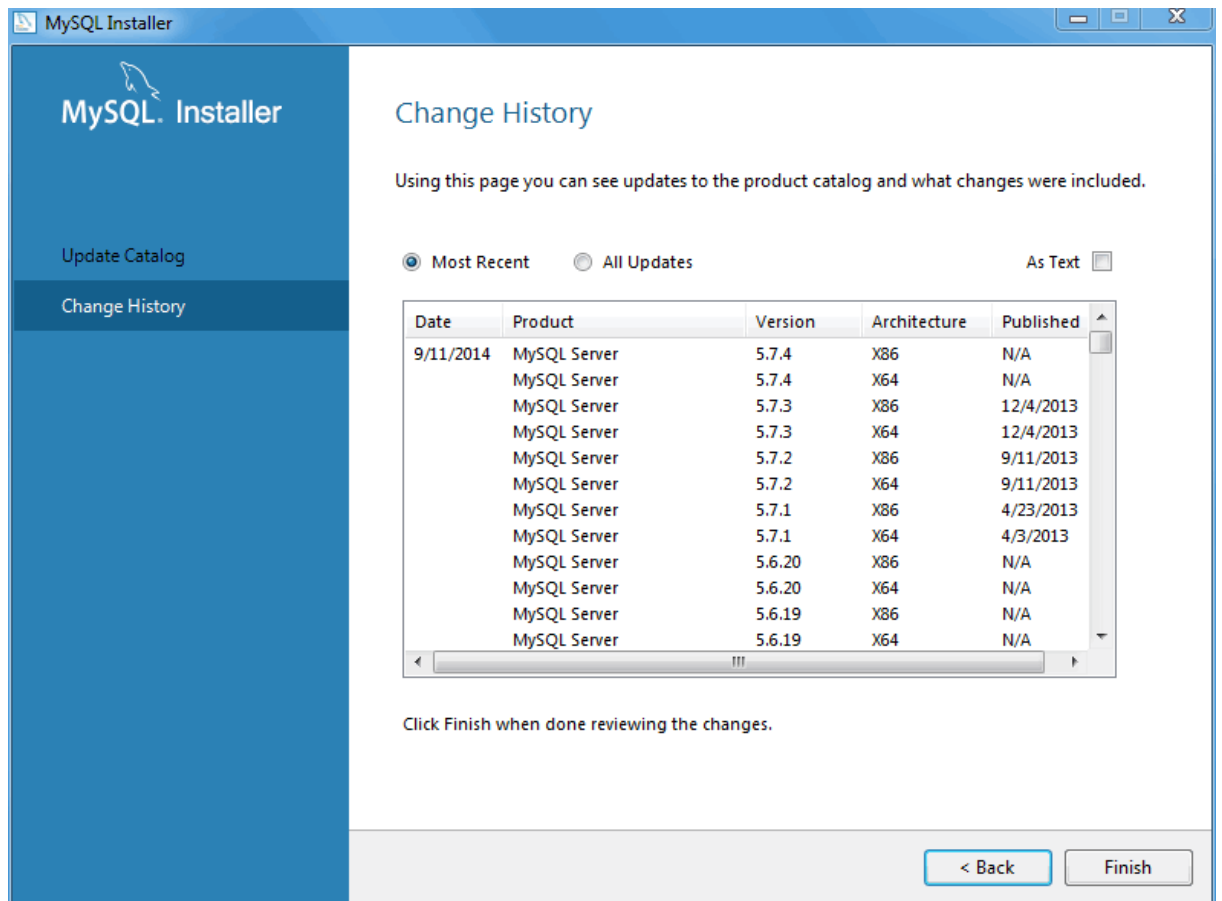 MySQL Installer
MySQL. Installer
Change History
Using this page you can see updates to the product catalog and what changes were included.
Update Catalog
Change History
Most Recent All Updates As Text
Date Product Version Architecture Published
9/11/2014 MySQL Server 5.7.4 X86 N/A
MySQL Server 5.7.4 X64 N/A
MySQL Server 5.7.3 X86 12/4/2013
MySQL Server 5.7.3 X64 12/4/2013
MySQL Server 5.7.2 X86 9/11/2013
MySQL Server 5.7.2 X64 9/11/2013
MySQL Server 5.7.1 X86 4/23/2013
MySQL Server 5.7.1 X64 4/3/2013
MySQL Server 5.6.20 X86 N/A
MySQL Server 5.6.20 X64 N/A
MySQL Server 5.6.19 X86 N/A
MySQL Server 5.6.19 X64 N/A
Click Finish when done reviewing the changes.
< Back Finish